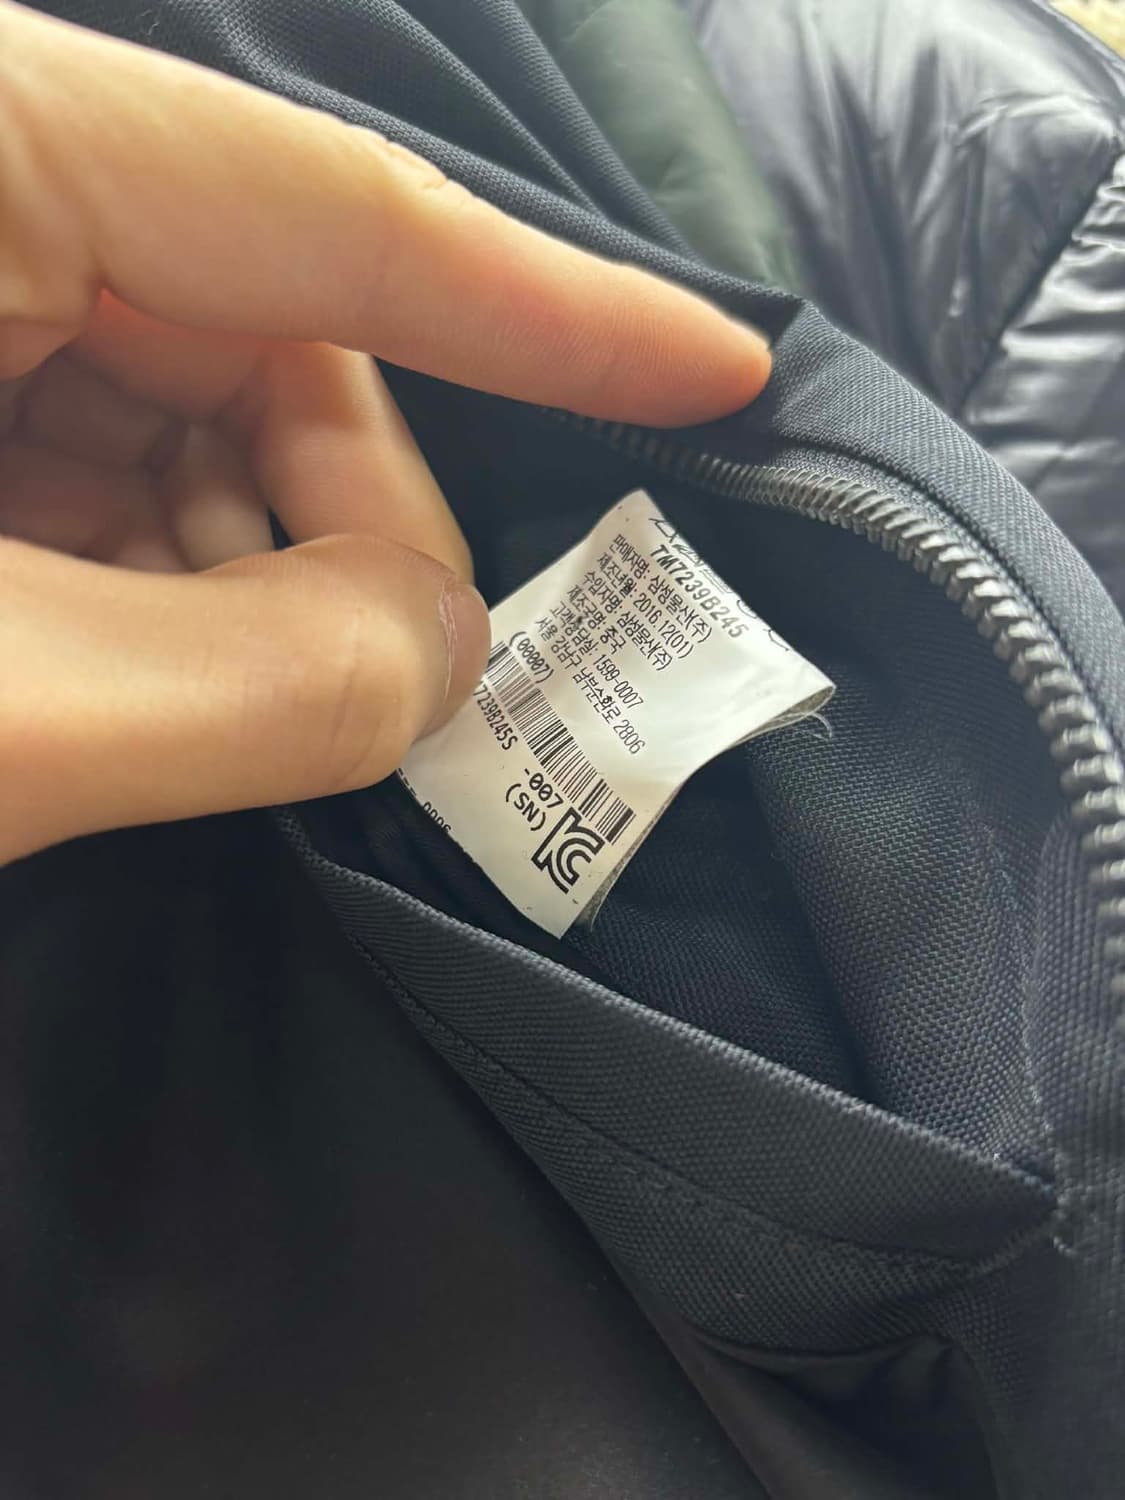 TM7239B245
판매자명: 삼성물산(주)
제조년월: 2016.12(01)
수입자명: 삼성물산(주)
제조국명: 중국
고객상담실: 1599-0007
서울 강남구 남부순환로 2806
(00007)
7239B245S
-007
(NS)